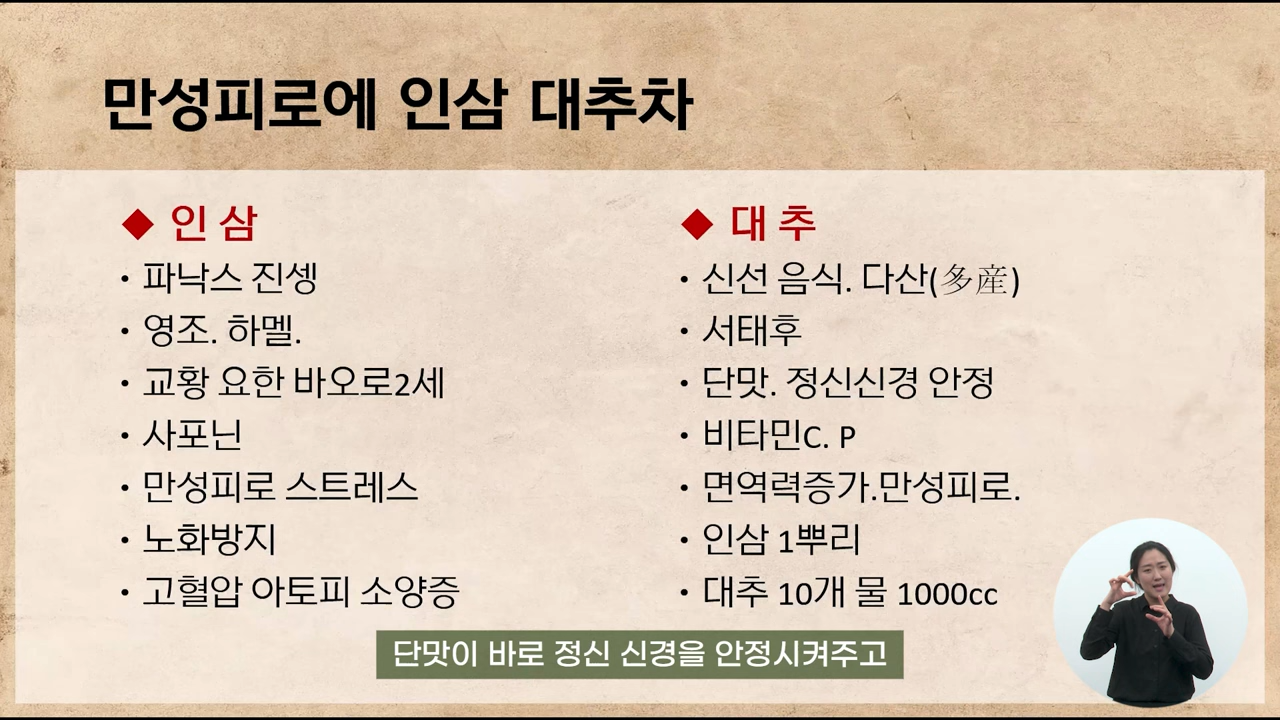 만성피로에 인삼 대추차
◆ 인 삼
• 파낙스 진셍
• 영조. 하멜.
• 교황 요한 바오로2세
• 사포닌
• 만성피로 스트레스
• 노화방지
• 고혈압 아토피 소양증
◆ 대 추
• 신선 음식. 다산(多産)
• 서태후
• 단맛. 정신신경 안정
• 비타민C. P
• 면역력증가.만성피로.
• 인삼 1뿌리
• 대추 10개 물 1000cc
단맛이 바로 정신 신경을 안정시켜주고